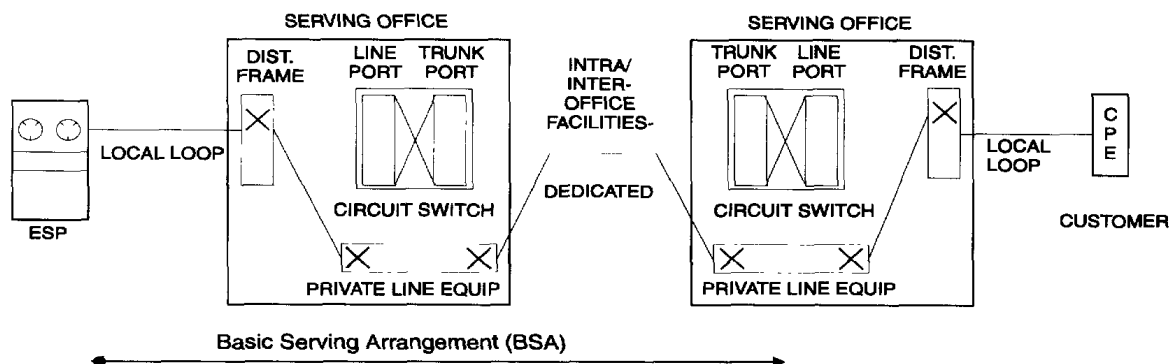 SERVING OFFICE
SERVING OFFICE
DIST.
FRAME
LINE
PORT
TRUNK
PORT
INTRA/
INTER-
OFFICE
FACILITIES-
DEDICATED
TRUNK
PORT
LINE
PORT
DIST.
FRAME
LOCAL LOOP
ESP
CIRCUIT SWITCH
PRIVATE LINE EQUIP
CIRCUIT SWITCH
PRIVATE LINE EQUIP
LOCAL
LOOP
C
P
E
CUSTOMER
Basic Serving Arrangement (BSA)